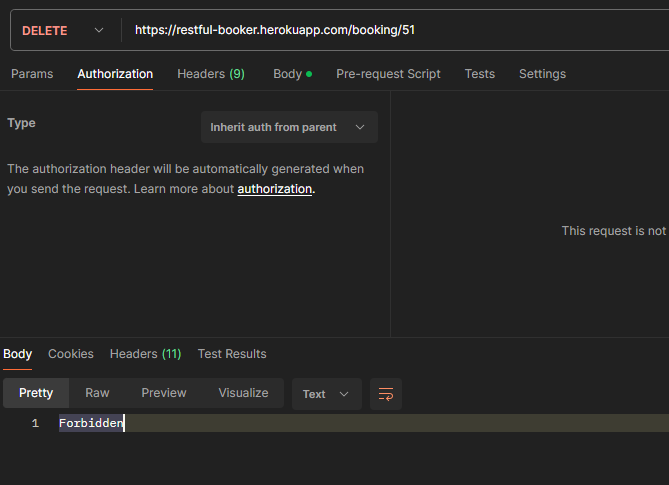 DELETE https://restful-booker.herokuapp.com/booking/51
Params Authorization Headers (9) Body Pre-request Script Tests Settings
Type Inherit auth from parent
The authorization header will be automatically generated when
you send the request. Learn more about authorization.
This request is not
Body Cookies Headers (11) Test Results
Pretty Raw Preview Visualize Text
1 Forbidden